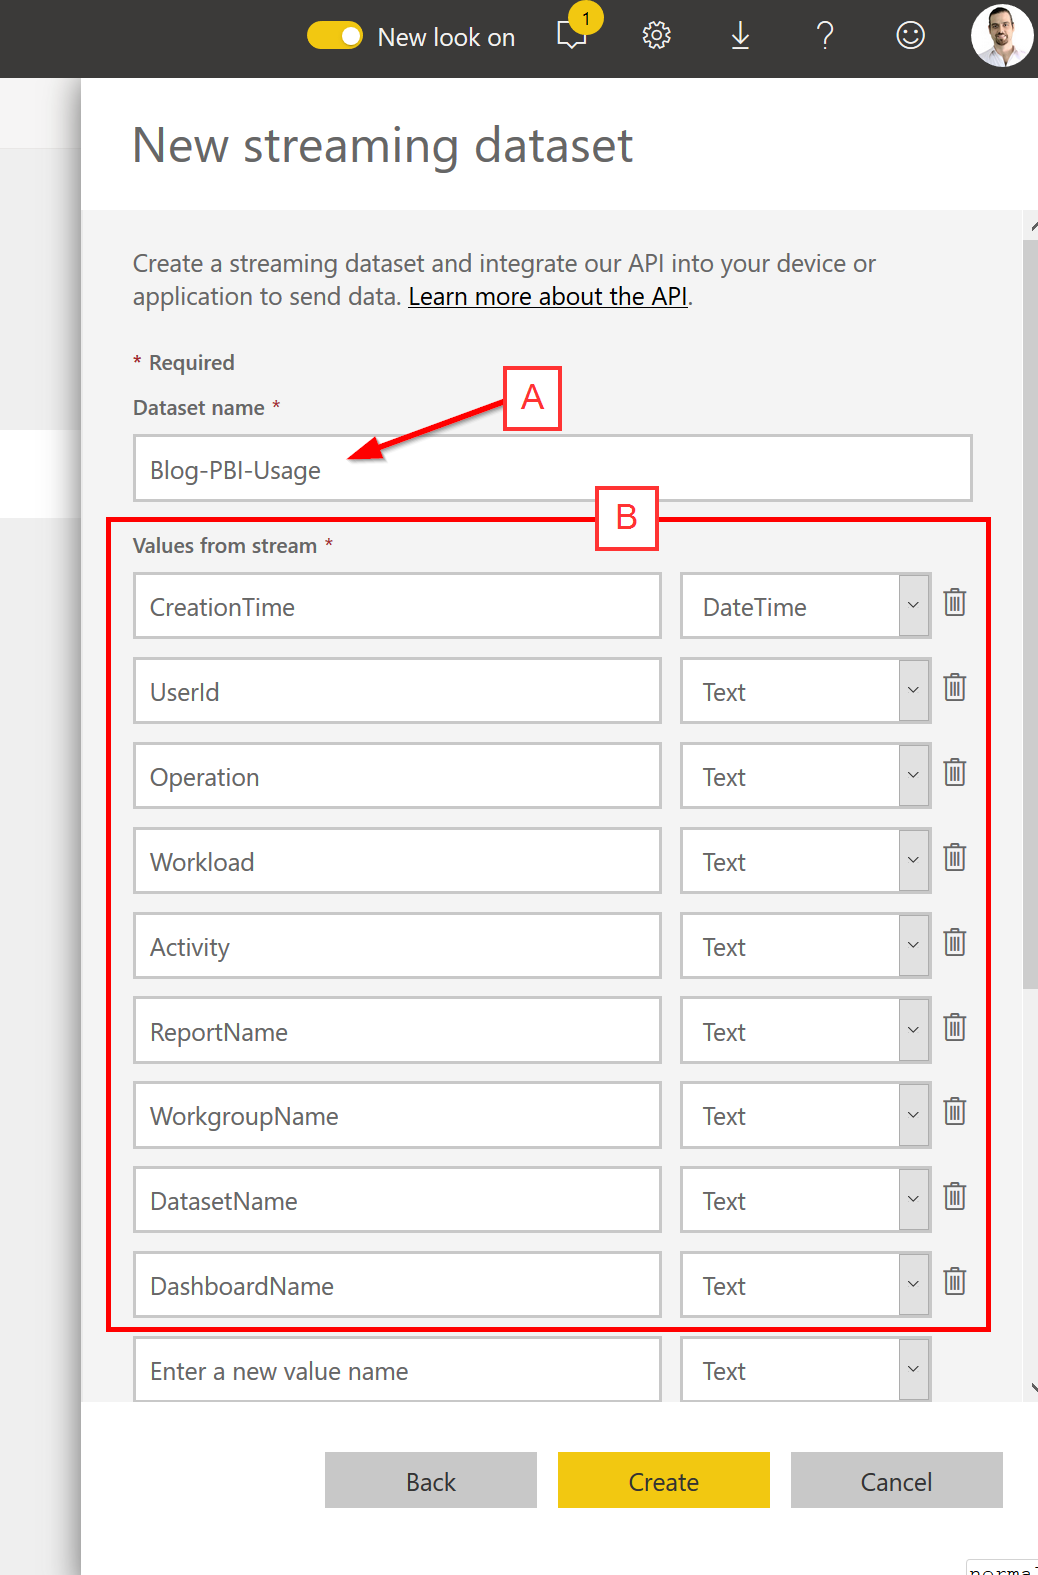 1
New look on
New streaming dataset
Create a streaming dataset and integrate our API into your device or
application to send data. Learn more about the API.
* Required
Dataset name *
A
Blog-PBI-Usage
B
Values from stream *
CreationTime DateTime
UserId Text
Operation Text
Workload Text
Activity Text
ReportName Text
WorkgroupName Text
DatasetName Text
DashboardName Text
Enter a new value name Text
Back Create Cancel